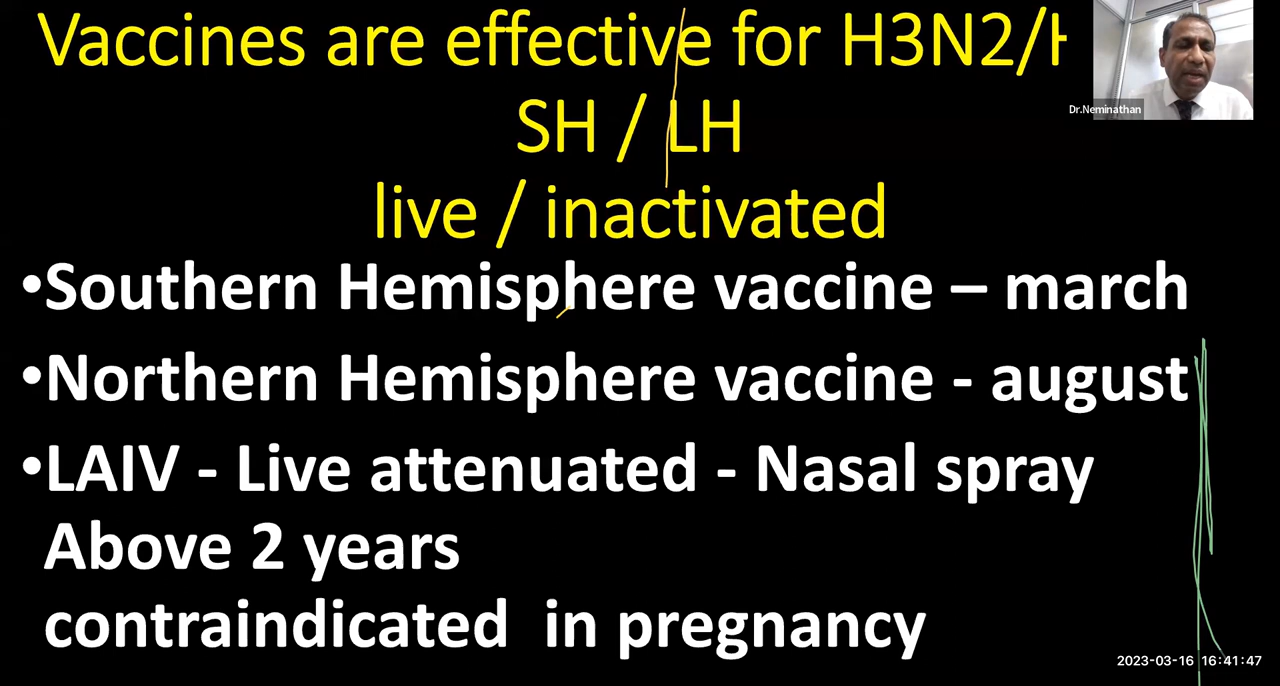 Vaccines are effective for H3N2/
Dr.Neminathan
SH / LH
live / inactivated
•Southern Hemisphere vaccine – march
•Northern Hemisphere vaccine - august
•LAIV - Live attenuated - Nasal spray
Above 2 years
contraindicated in pregnancy
2023-03-16 16:41:47